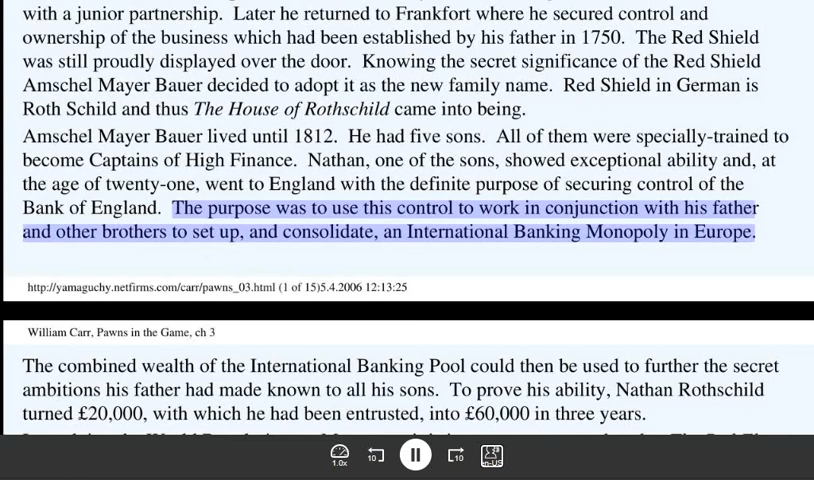 with a junior partnership. Later he returned to Frankfort where he secured control and
ownership of the business which had been established by his father in 1750. The Red Shield
was still proudly displayed over the door. Knowing the secret significance of the Red Shield
Amschel Mayer Bauer decided to adopt it as the new family name. Red Shield in German is
Roth Schild and thus The House of Rothschild came into being.
Amschel Mayer Bauer lived until 1812. He had five sons. All of them were specially-trained to
become Captains of High Finance. Nathan, one of the sons, showed exceptional ability and, at
the age of twenty-one, went to England with the definite purpose of securing control of the
Bank of England. The purpose was to use this control to work in conjunction with his father
and other brothers to set up, and consolidate, an International Banking Monopoly in Europe.
http://yamaguchy.netfirms.com/carr/pawns_03.html (1 of 15)5.4.2006 12:13:25
William Carr, Pawns in the Game, ch 3
The combined wealth of the International Banking Pool could then be used to further the secret
ambitions his father had made known to all his sons. To prove his ability, Nathan Rothschild
turned £20,000, with which he had been entrusted, into £60,000 in three years.
1.0x 10 10 en-US